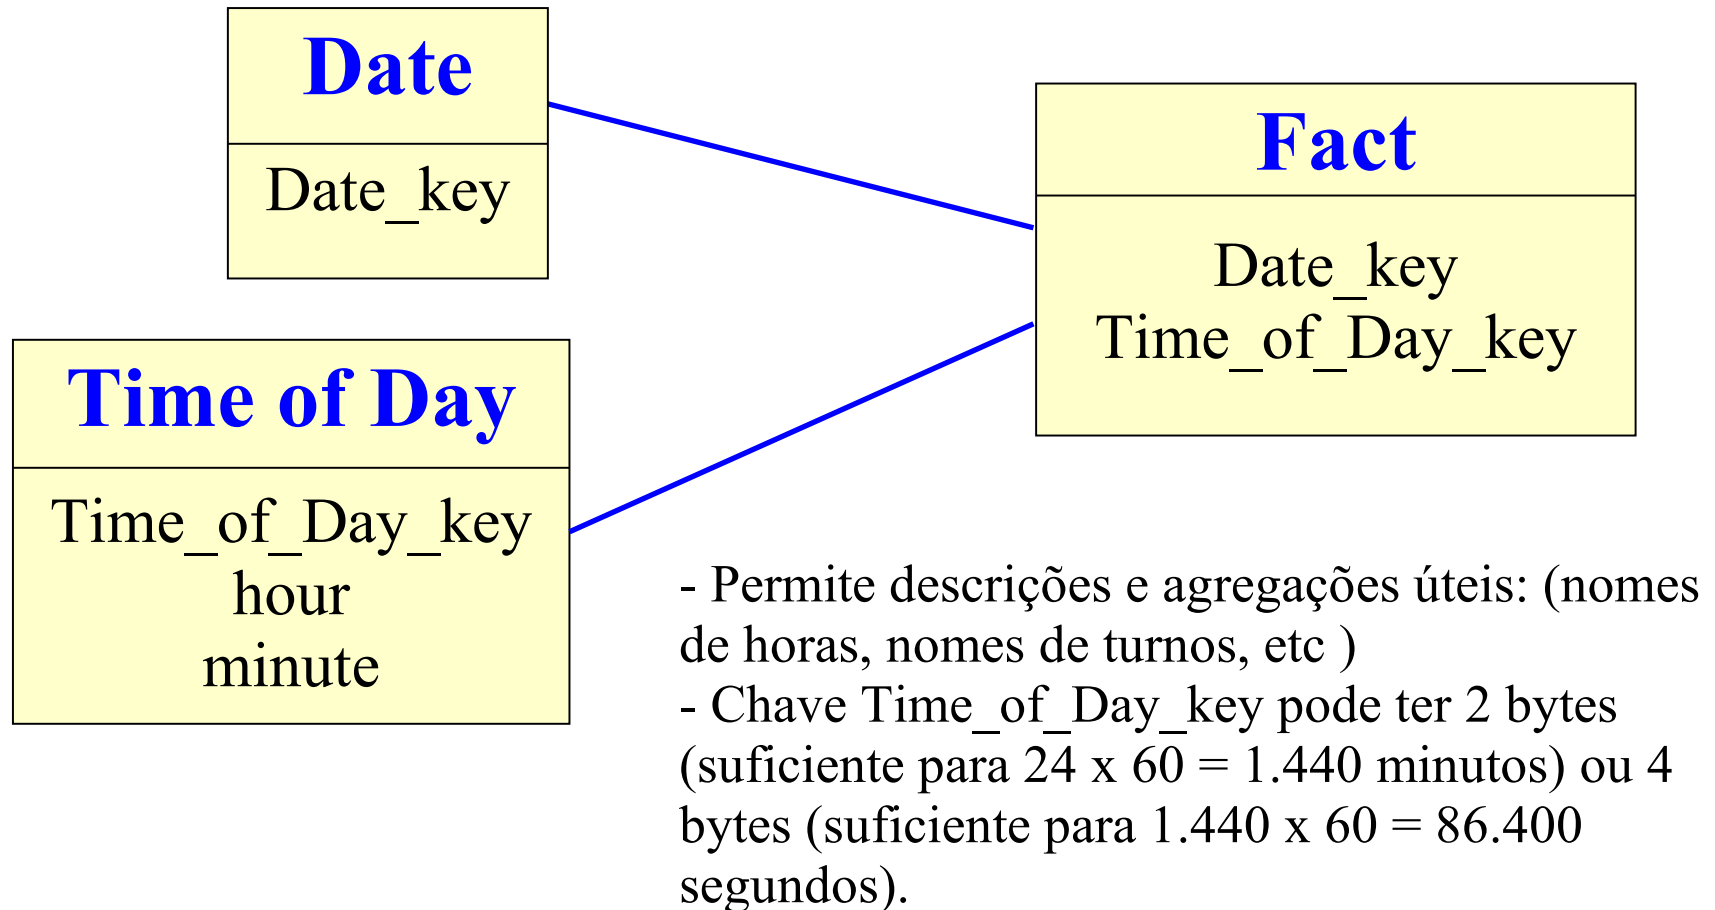 Date
Date_key
Fact
Date_key
Time_of_Day_key
Time of Day
Time_of_Day_key
hour
minute
- Permite descrições e agregações úteis: (nomes
de horas, nomes de turnos, etc )
- Chave Time_of_Day_key pode ter 2 bytes
(suficiente para 24 x 60 = 1.440 minutos) ou 4
bytes (suficiente para 1.440 x 60 = 86.400
segundos).